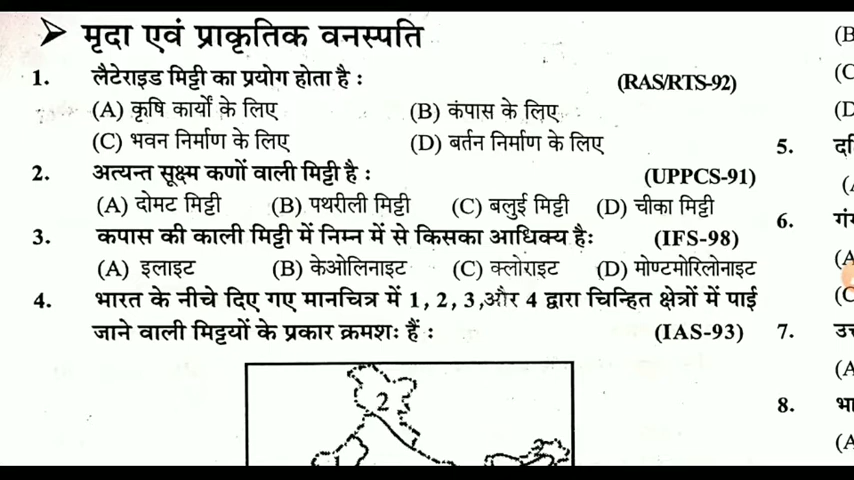 मृदा एवं प्राकृतिक वनस्पति
1. लैटेराइड मिट्टी का प्रयोग होता है : (RAS/RTS-92)
(A) कृषि कार्यो के लिए (B) कंपास के लिए
(C) भवन निर्माण के लिए (D) बर्तन निर्माण के लिए
2. अत्यन्त सूक्ष्म कणों वाली मिट्टी है : (UPPCS-91)
(A) दोमट मिट्टी (B) पथरीली मिट्टी (C) बलुई मिट्टी (D) चीका मिट्टी
3. कपास की काली मिट्टी में निम्न में से किसका आधिक्य हैः (IFS-98)
(A) इलाइट (B) केओलिनाइट (C) क्लोराइट (D) मोण्टमोरिलोनाइट
4. भारत के नीचे दिए गए मानचित्र में 1, 2, 3,और 4 द्वारा चिन्हित क्षेत्रों में पाई
जाने वाली मिट्टयों के प्रकार क्रमशः हैं : (IAS-93)
2
1
(B
(C
(D
5.
6.
(A
(C
7.
(A
8. भा
(A